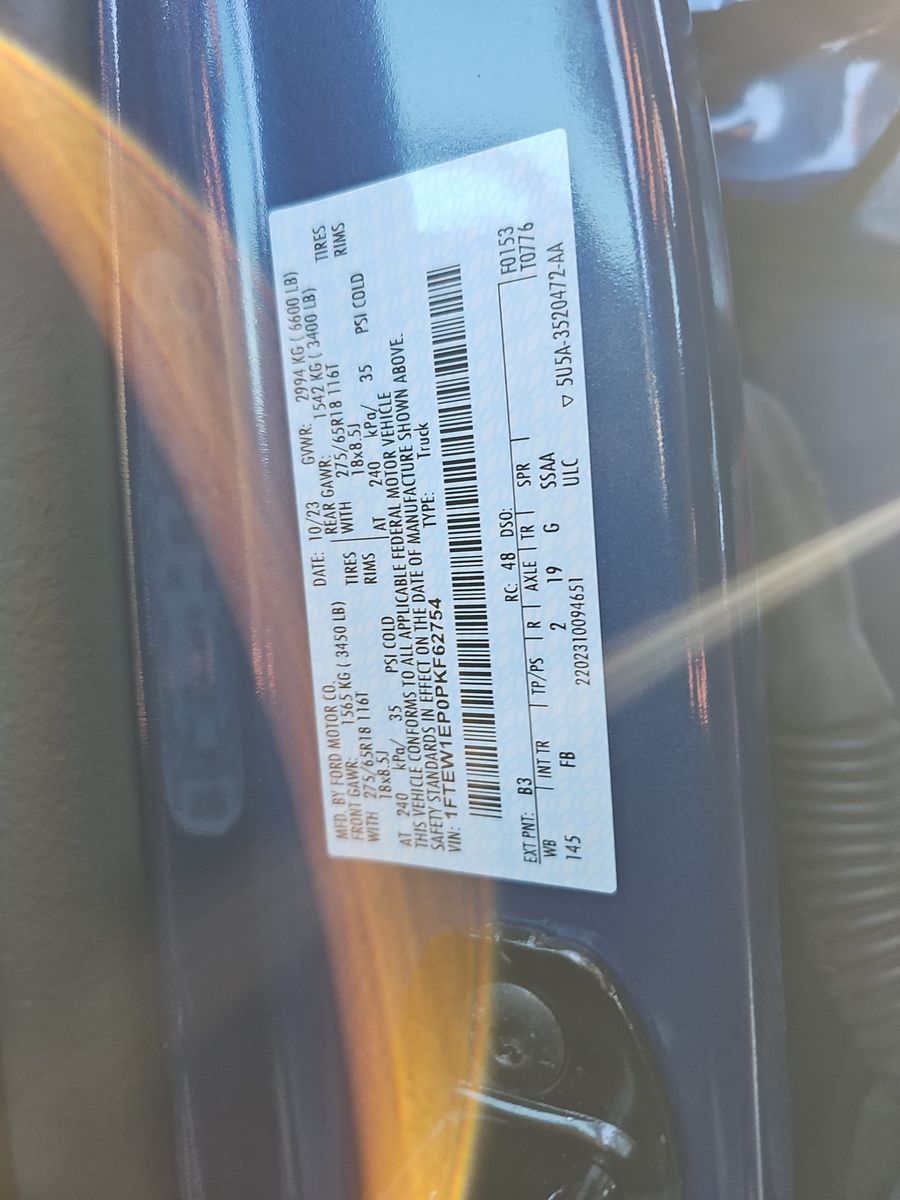 MFD. BY FORD MOTOR CO. DATE: 10/23 GVWR: 2994 KG ( 6600 LB)
FRONT GAWR: 1565 KG ( 3450 LB) REAR GAWR: 1542 KG ( 3400 LB)
WITH 275/65R18 116T TIRES WITH 275/65R18 116T TIRES
18x8.5J RIMS 18x8.5J RIMS
AT 240 kPa/ 35 PSI COLD AT 240 kPa/ 35 PSI COLD
THIS VEHICLE CONFORMS TO ALL APPLICABLE FEDERAL MOTOR VEHICLE
SAFETY STANDARDS IN EFFECT ON THE DATE OF MANUFACTURE SHOWN ABOVE.
VIN: 1FTEW1EP0PKF62754 TYPE: Truck
EXT PNT: B3 RC: 48 DSO: F0153
WB INT TR TP/PS R AXLE TR SPR T0776
145 FB 2 19 G SSAA
2202310094651 ULC ▽ 5U5A-3520472-AA